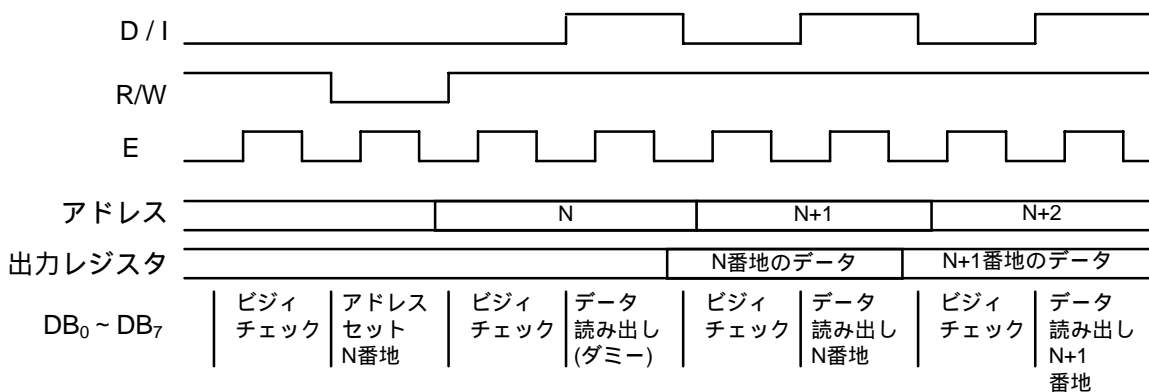 D / I
R/W
E
アドレス N N+1 N+2
出力レジスタ N番地のデータ N+1番地のデータ
DB0 ~ DB7
ビジィ
チェック
アドレス
セット
N番地
ビジィ
チェック
データ
読み出し
(ダミー)
ビジィ
チェック
データ
読み出し
N番地
ビジィ
チェック
データ
読み出し
N+1
番地